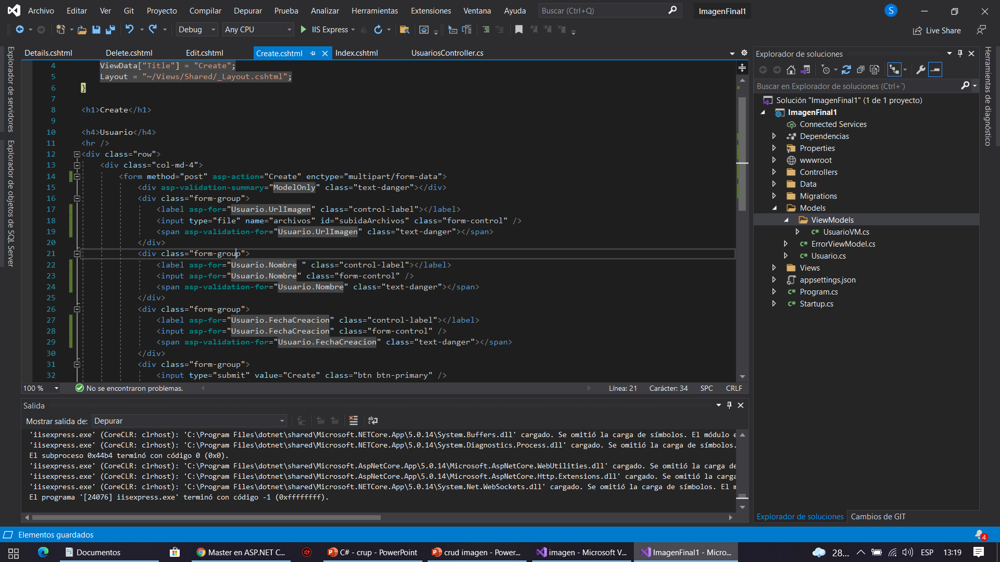 Archivo Editar Ver Git Proyecto Compilar Depurar Prueba Analizar Herramientas Extensiones Ventana Ayuda Buscar (Ctrl+Q) ImagenFinal1 S
Debug Any CPU IIS Express Live Share
Explorador de servidores
Explorador de objetos de SQL Server
Details.cshtml Delete.cshtml Edit.cshtml Create.cshtml Index.cshtml UsuariosController.cs
4 ViewData["Title"] = "Create";
5 Layout = "~/Views/Shared/_Layout.cshtml";
6 }
7
8 <h1>Create</h1>
9
10 <h4>Usuario</h4>
11 <hr />
12 <div class="row">
13 <div class="col-md-4">
14 <form method="post" asp-action="Create" enctype="multipart/form-data">
15 <div asp-validation-summary="ModelOnly" class="text-danger"></div>
16 <div class="form-group">
17 <label asp-for="Usuario.UrlImagen" class="control-label"></label>
18 <input type="file" name="archivos" id="subidaArchivos" class="form-control" />
19 <span asp-validation-for="Usuario.UrlImagen" class="text-danger"></span>
20 </div>
21 <div class="form-group">
22 <label asp-for="Usuario.Nombre " class="control-label"></label>
23 <input asp-for="Usuario.Nombre" class="form-control" />
24 <span asp-validation-for="Usuario.Nombre" class="text-danger"></span>
25 </div>
26 <div class="form-group">
27 <label asp-for="Usuario.FechaCreacion" class="control-label"></label>
28 <input asp-for="Usuario.FechaCreacion" class="form-control" />
29 <span asp-validation-for="Usuario.FechaCreacion" class="text-danger"></span>
30 </div>
31 <div class="form-group">
32 <input type="submit" value="Create" class="btn btn-primary" />
100 % No se encontraron problemas. Línea: 21 Carácter: 34 SPC CRLF
Salida
Mostrar salida de: Depurar
'iisexpress.exe' (CoreCLR: clrhost): 'C:\Program Files\dotnet\shared\Microsoft.NETCore.App\5.0.14\System.Buffers.dll' cargado. Se omitió la carga de símbolos. El módulo e
'iisexpress.exe' (CoreCLR: clrhost): 'C:\Program Files\dotnet\shared\Microsoft.NETCore.App\5.0.14\System.Diagnostics.Process.dll' cargado. Se omitió la carga de símbolos.
El subproceso 0x44b4 terminó con código 0 (0x0).
'iisexpress.exe' (CoreCLR: clrhost): 'C:\Program Files\dotnet\shared\Microsoft.AspNetCore.App\5.0.14\Microsoft.AspNetCore.WebUtilities.dll' cargado. Se omitió la carga de
'iisexpress.exe' (CoreCLR: clrhost): 'C:\Program Files\dotnet\shared\Microsoft.AspNetCore.App\5.0.14\Microsoft.AspNetCore.Http.Extensions.dll' cargado. Se omitió la carga
'iisexpress.exe' (CoreCLR: clrhost): 'C:\Program Files\dotnet\shared\Microsoft.NETCore.App\5.0.14\System.Net.WebSockets.dll' cargado. Se omitió la carga de símbolos. El m
El programa '[24076] iisexpress.exe' terminó con código -1 (0xffffffff).
Explorador de soluciones
Buscar en Explorador de soluciones (Ctrl+´)
Solución "ImagenFinal1" (1 de 1 proyecto)
ImagenFinal1
Connected Services
Dependencias
Properties
wwwroot
Controllers
Data
Migrations
Models
ViewModels
C# UsuarioVM.cs
C# ErrorViewModel.cs
C# Usuario.cs
Views
appsettings.json
C# Program.cs
C# Startup.cs
Explorador de soluciones Cambios de GIT
Herramientas de diagnóstico
Elementos guardados 4
Documentos Master en ASP.NET C... C# - crup - PowerPoint crud imagen - Power... imagen - Microsoft V... ImagenFinal1 - Micro... 28... ESP 13:19